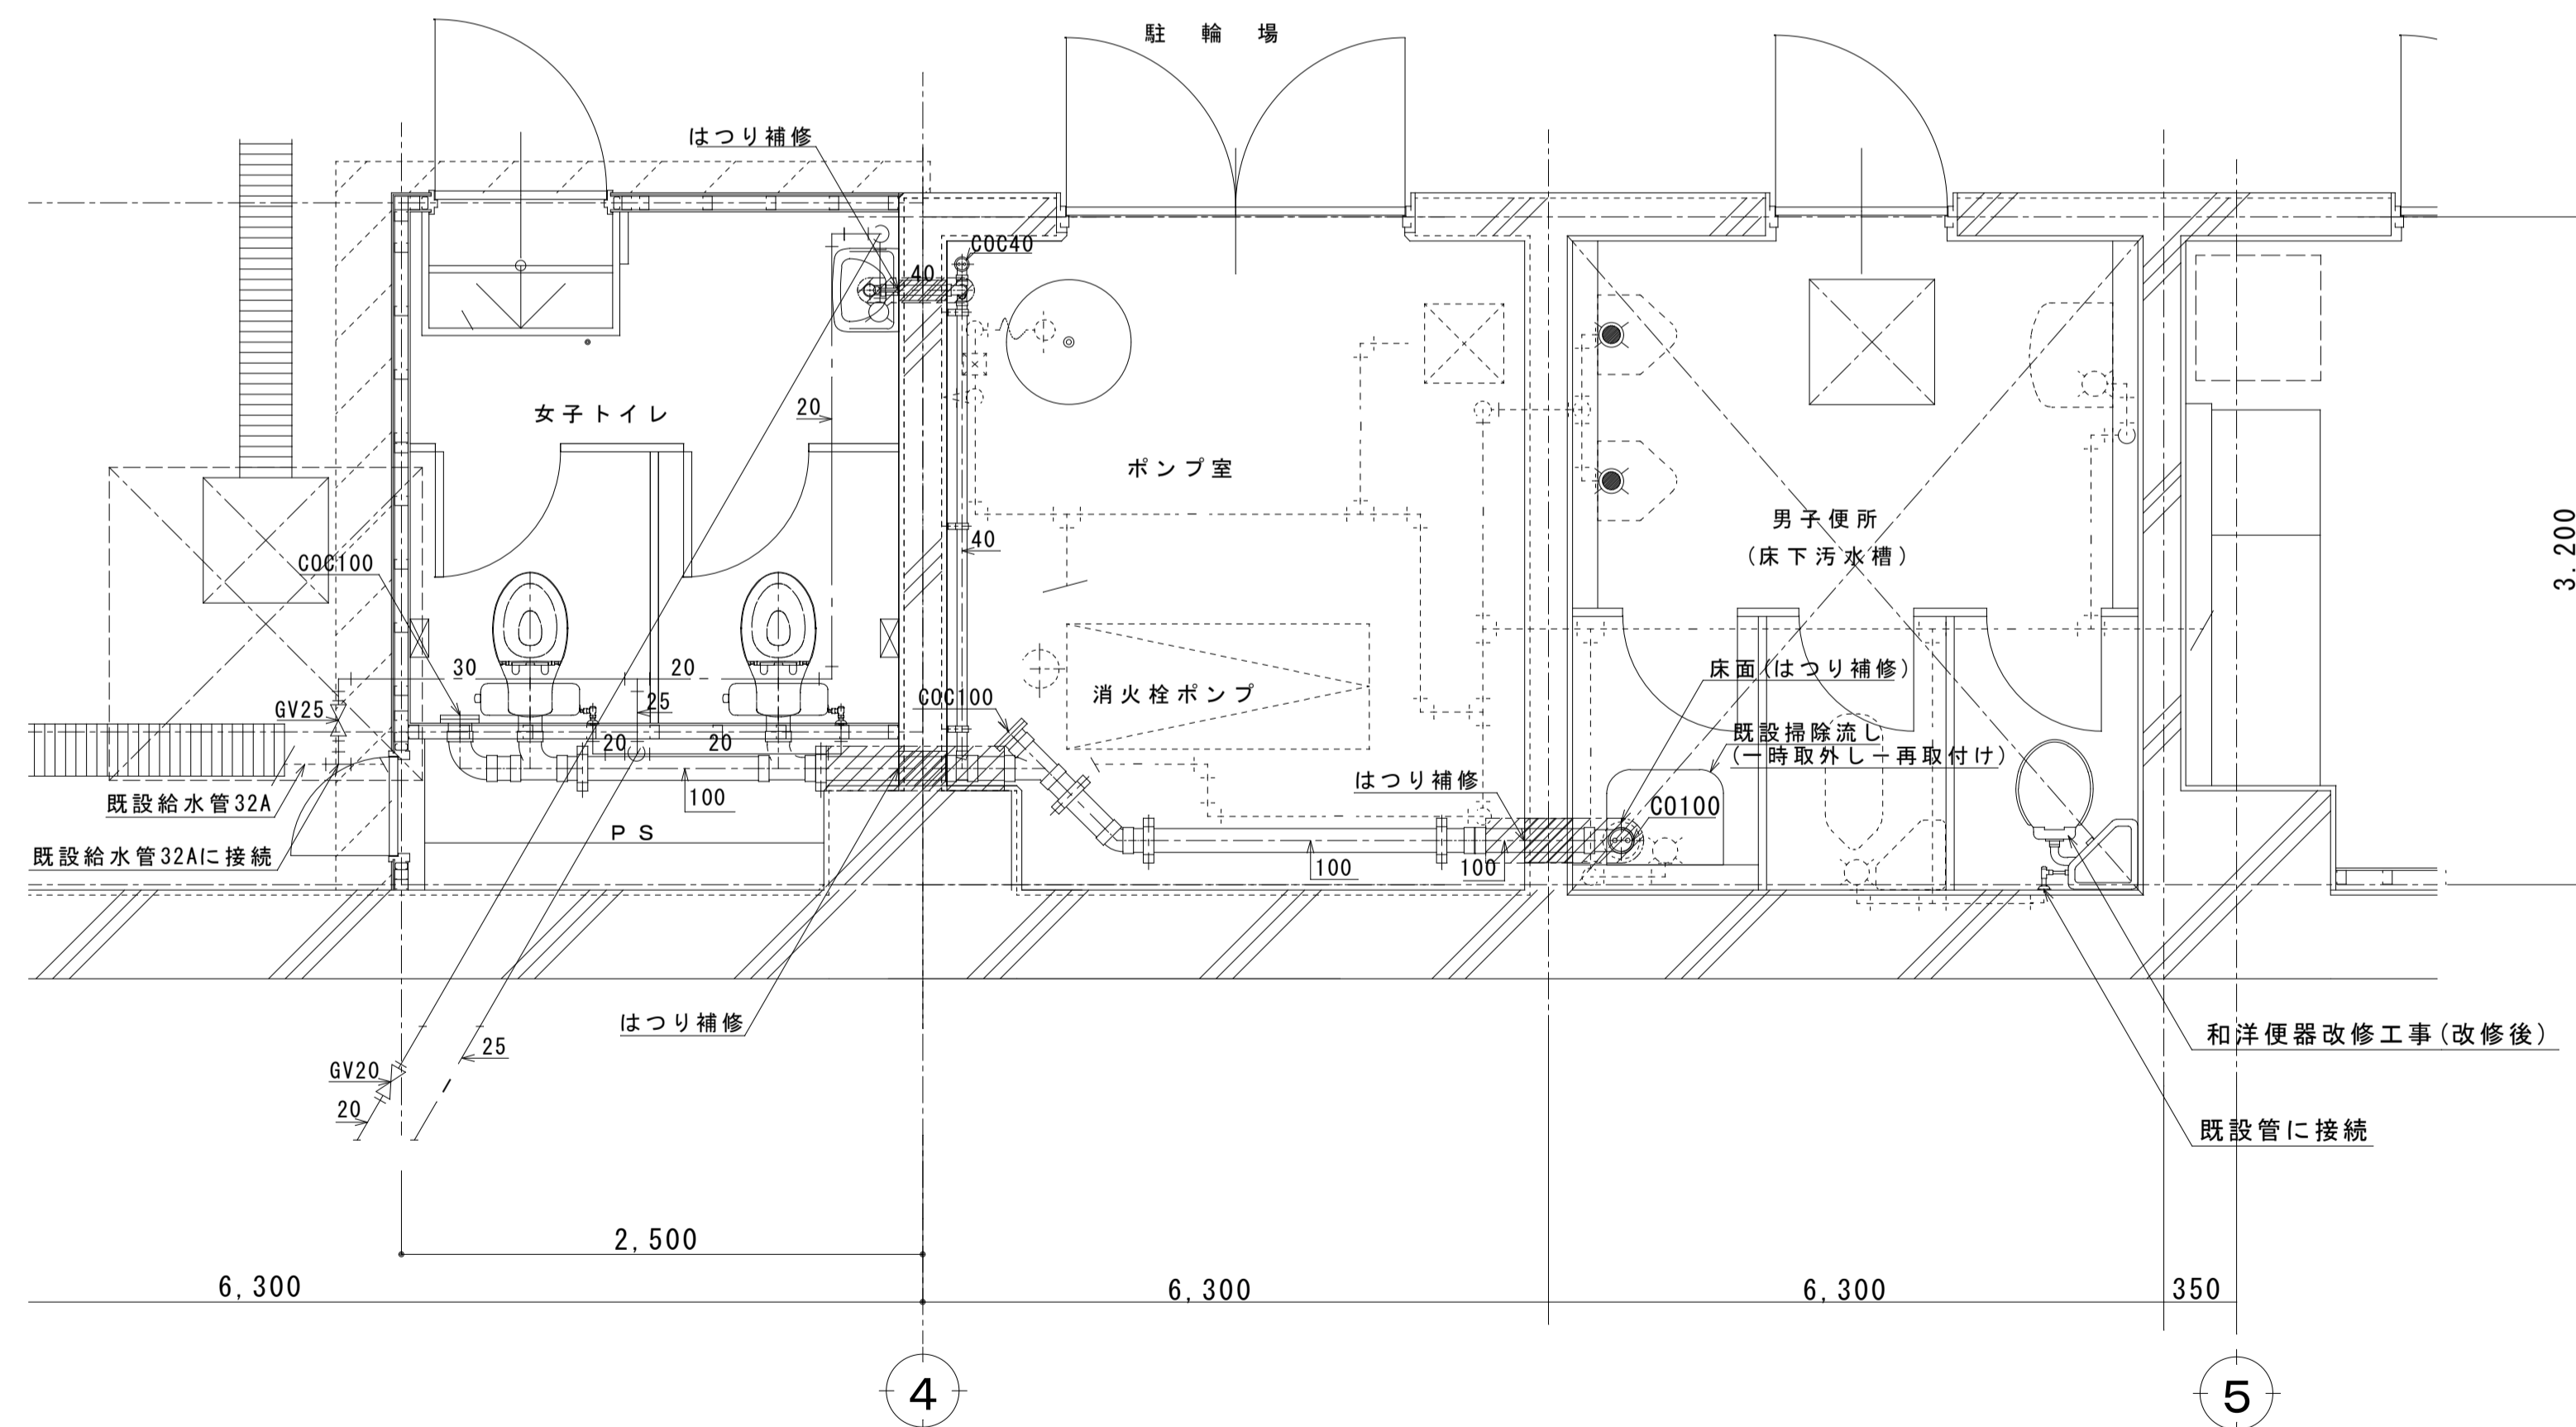 駐輪場
はつり補修
COC40
40
20
女子トイレ
ポンプ室
40
男子便所
(床下汚水槽)
3,200
COC100
30
20
25
GV25
20
20
COC100
消火栓ポンプ
床面(はつり補修)
既設掃除流し
(一時取外し－再取付け)
はつり補修
CO100
既設給水管32A
100
PS
既設給水管32Aに接続
100
100
はつり補修
和洋便器改修工事(改修後)
25
GV20
20
既設管に接続
2,500
6,300
6,300
6,300
350
4
5